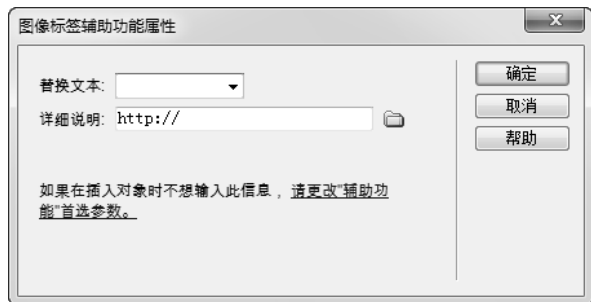 图像标签辅助功能属性
替换文本:
详细说明: http://
确定
取消
帮助
如果在插入对象时不想输入此信息，请更改"辅助功
能"首选参数。